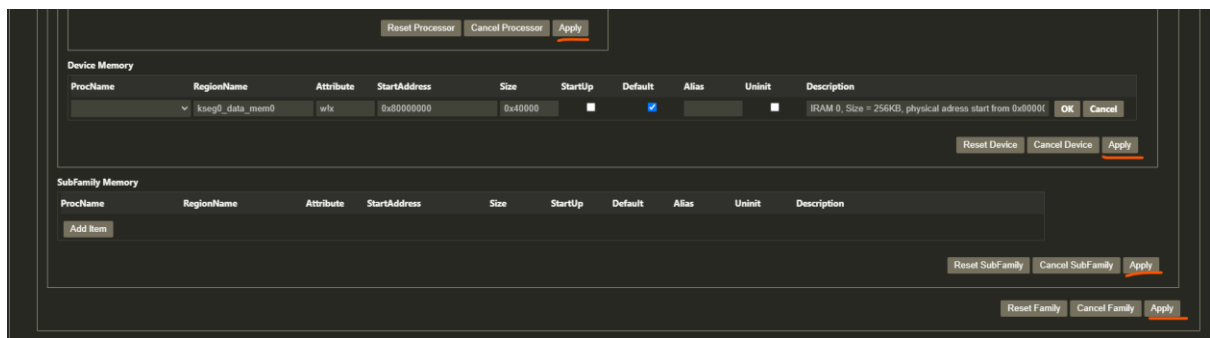 Reset Processor Cancel Processor Apply
Device Memory
ProcName RegionName Attribute StartAddress Size StartUp Default Alias Uninit Description
kseg0_data_mem0 w!x 0x80000000 0x40000 IRAM 0, Size = 256KB, physical adress start from 0x0000( OK Cancel
Reset Device Cancel Device Apply
SubFamily Memory
ProcName RegionName Attribute StartAddress Size StartUp Default Alias Uninit Description
Add Item
Reset SubFamily Cancel SubFamily Apply
Reset Family Cancel Family Apply